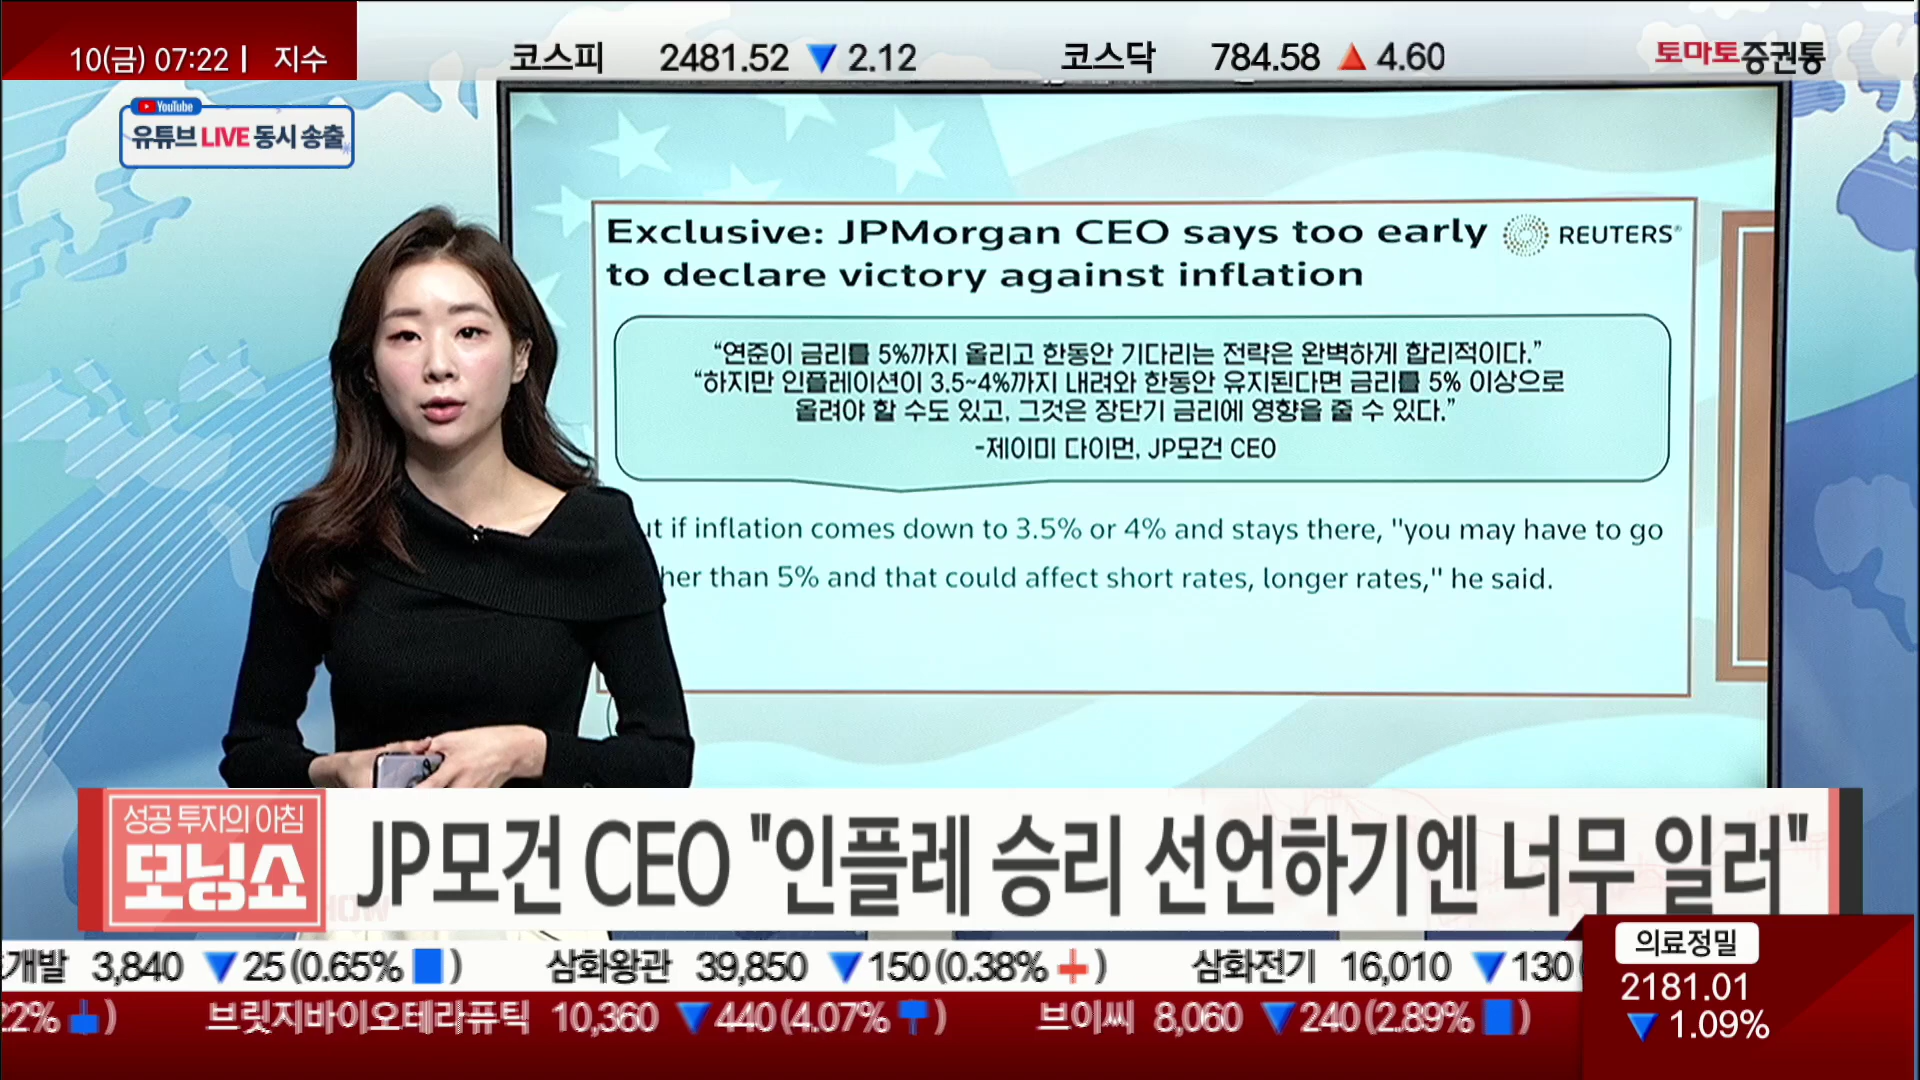 10(금) 07:22 | 지수
코스피 2481.52 ▼ 2.12 코스닥 784.58 ▲ 4.60
토마토증권통
YouTube
유튜브 LIVE 동시 송출
Exclusive: JPMorgan CEO says too early
to declare victory against inflation
REUTERS
“연준이 금리를 5%까지 올리고 한동안 기다리는 전략은 완벽하게 합리적이다.”
“하지만 인플레이션이 3.5~4%까지 내려와 한동안 유지된다면 금리를 5% 이상으로
올려야 할 수도 있고, 그것은 장단기 금리에 영향을 줄 수 있다.”
-제이미 다이먼, JP모건 CEO
ut if inflation comes down to 3.5% or 4% and stays there, "you may have to go
her than 5% and that could affect short rates, longer rates," he said.
성공 투자의 아침
모닝쇼
JP모건 CEO "인플레 승리 선언하기엔 너무 일러"
개발 3,840 ▼ 25 (0.65% ) 삼화왕관 39,850 ▼ 150 (0.38% ) 삼화전기 16,010 ▼ 130
22% ) 브릿지바이오테라퓨틱 10,360 ▼ 440 (4.07% ) 브이씨 8,060 ▼ 240 (2.89% )
의료정밀
2181.01
▼ 1.09%